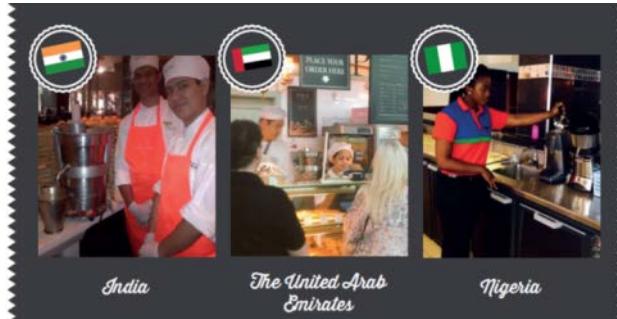 PLACE YOUR
ORDER HERE
India
The United Arab
Emirates
Nigeria